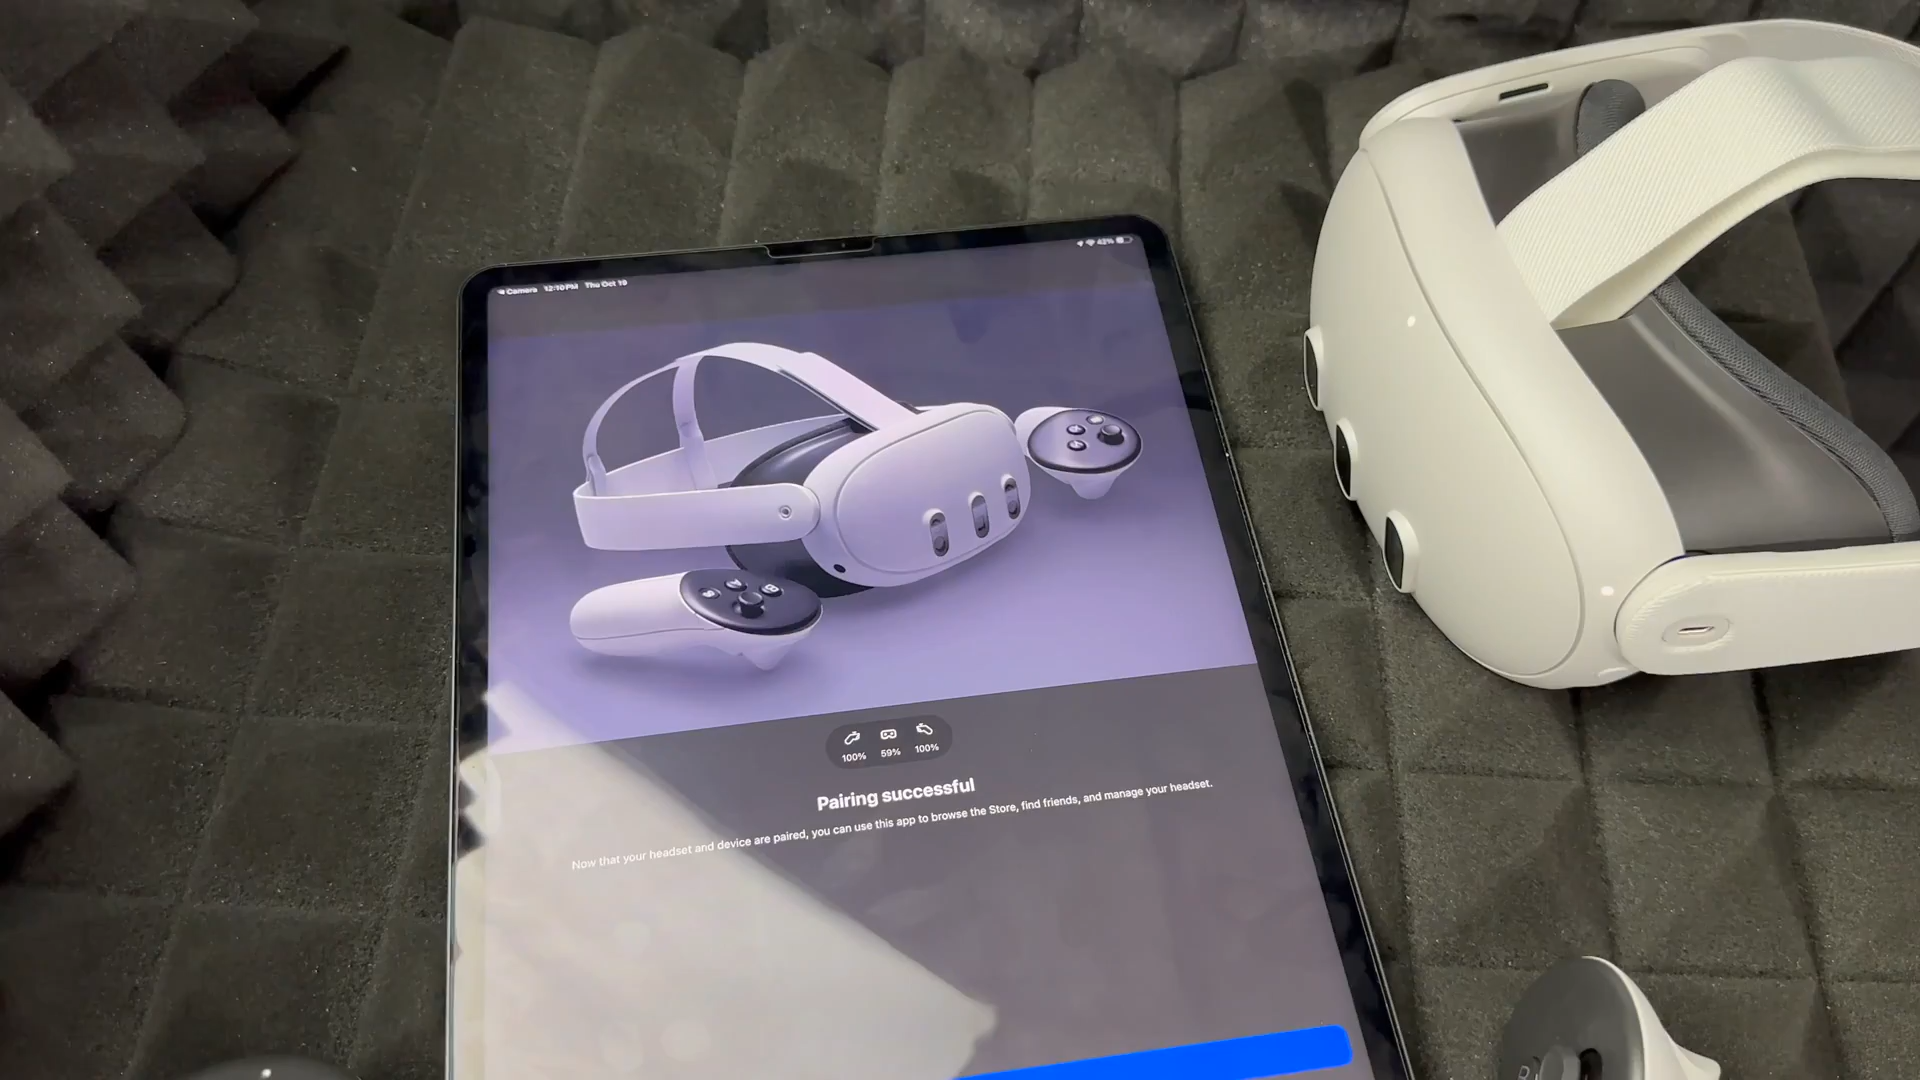 ◀ Camera 12:10 PM Thu Oct 19
43%
100% 59% 100%
Pairing successful
Now that your headset and device are paired, you can use this app to browse the Store, find friends, and manage your headset.